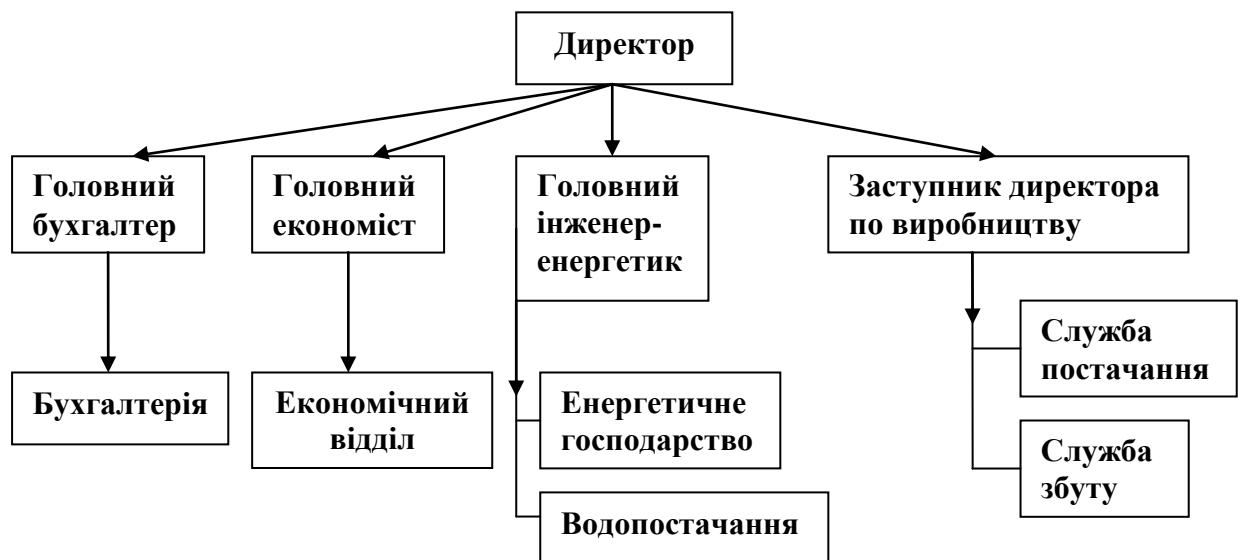 Директор
Головний
бухгалтер
Головний
економіст
Головний
інженер-
енергетик
Заступник директора
по виробництву
Бухгалтерія
Економічний
відділ
Енергетичне
господарство
Водопостачання
Служба
постачання
Служба
збуту